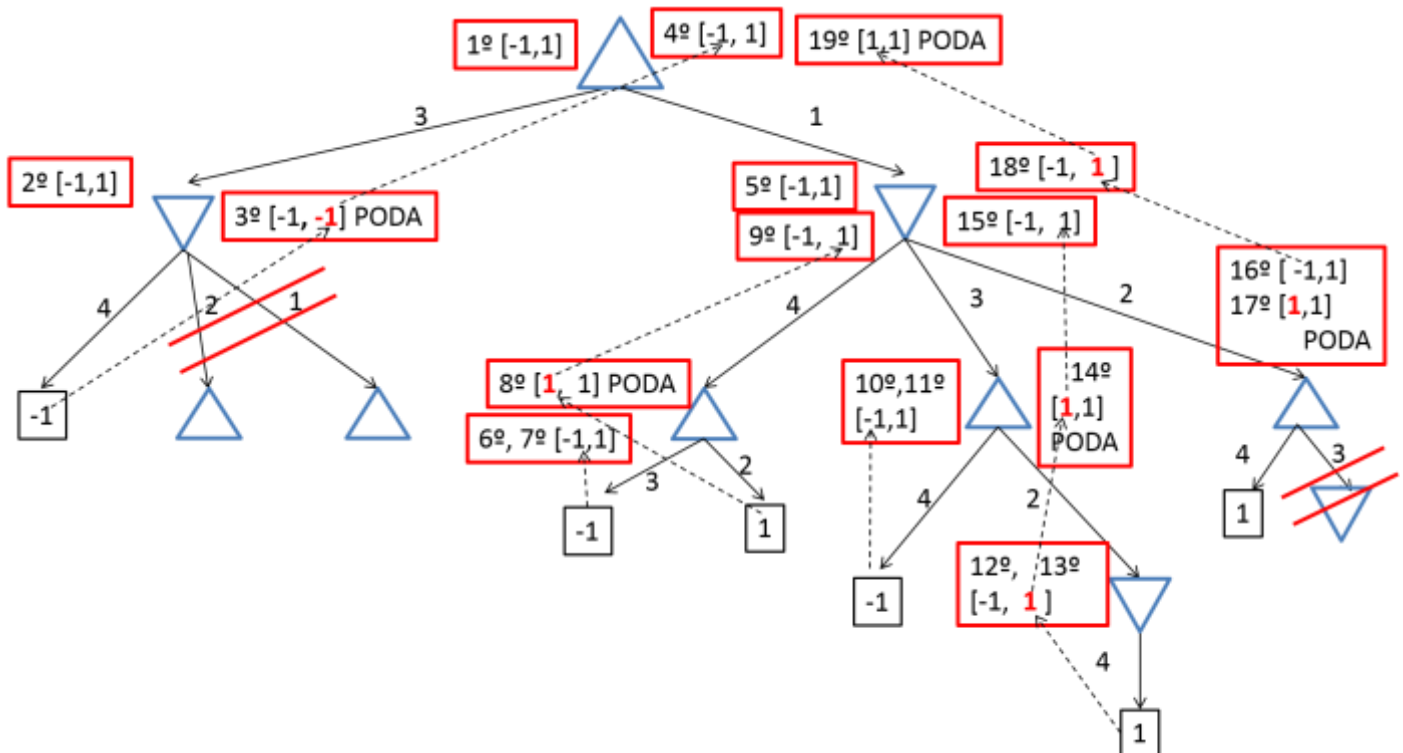 1º [-1,1]
4º [-1, 1]
19º [1,1] PODA
3
1
2º [-1,1]
3º [-1, -1] PODA
5º [-1,1]
9º [-1, 1]
15º [-1, 1]
18º [-1, 1 ]
16º [ -1,1]
17º [1,1]
PODA
4
2
1
4
3
2
-1
8º [1, 1] PODA
6º, 7º [-1,1]
10º,11º
[-1,1]
14º
[1,1]
PODA
3
2
4
2
4
3
-1
1
-1
1
12º, 13º
[-1, 1 ]
4
1